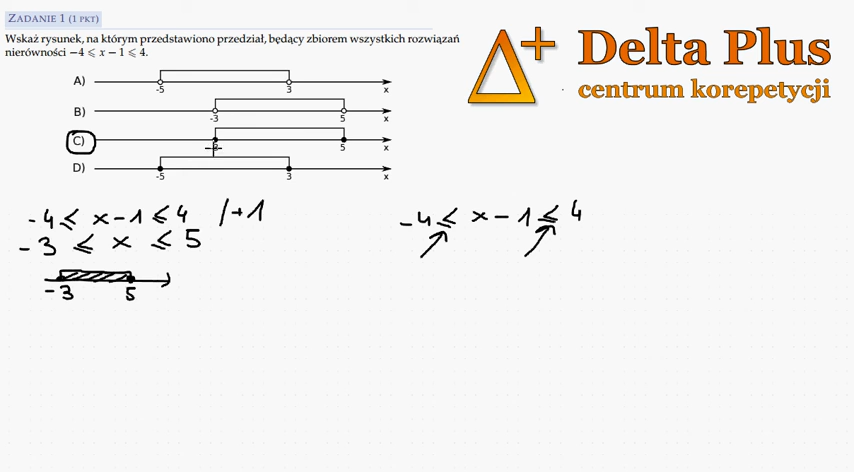 ZADANIE 1 (1 PKT)
Wskaż rysunek, na którym przedstawiono przedział, będący zbiorem wszystkich rozwiązań
nierówności −4 ⩽ x − 1 ⩽ 4.
A)
-5 3 x
B)
-3 5 x
C)
-3 5 x
D)
-5 3 x
Delta Plus
centrum korepetycji
-4 ⩽ x-1 ⩽ 4 /+1
-3 ⩽ x ⩽ 5
-3 5
-4 ⩽ x - 1 ⩽ 4